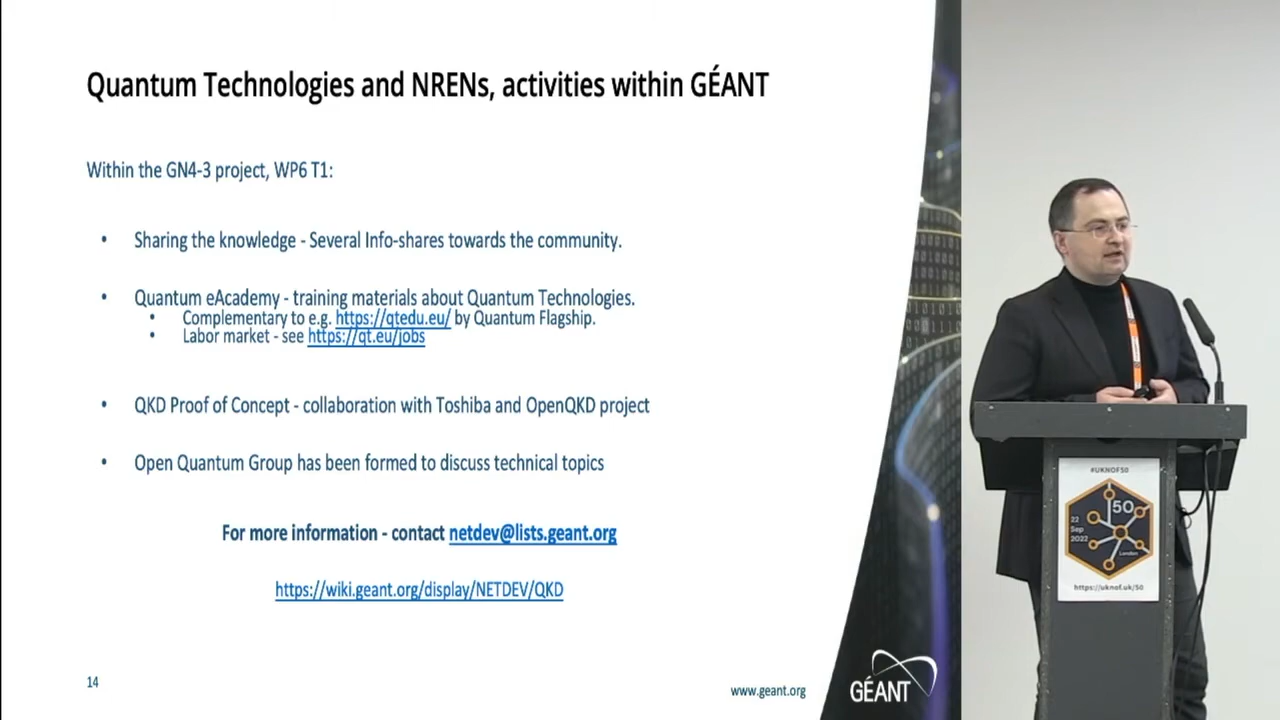 Quantum Technologies and NRENs, activities within GÉANT
Within the GN4-3 project, WP6 T1:
• Sharing the knowledge - Several Info-shares towards the community.
• Quantum eAcademy - training materials about Quantum Technologies.
• Complementary to e.g. https://qtedu.eu/ by Quantum Flagship.
• Labor market - see https://qt.eu/jobs
• QKD Proof of Concept - collaboration with Toshiba and OpenQKD project
• Open Quantum Group has been formed to discuss technical topics
For more information - contact netdev@lists.geant.org
https://wiki.geant.org/display/NETDEV/QKD
14
www.geant.org
GÉANT
#UKNOF50
50
22
Sep
2022
London
https://uknof.uk/50